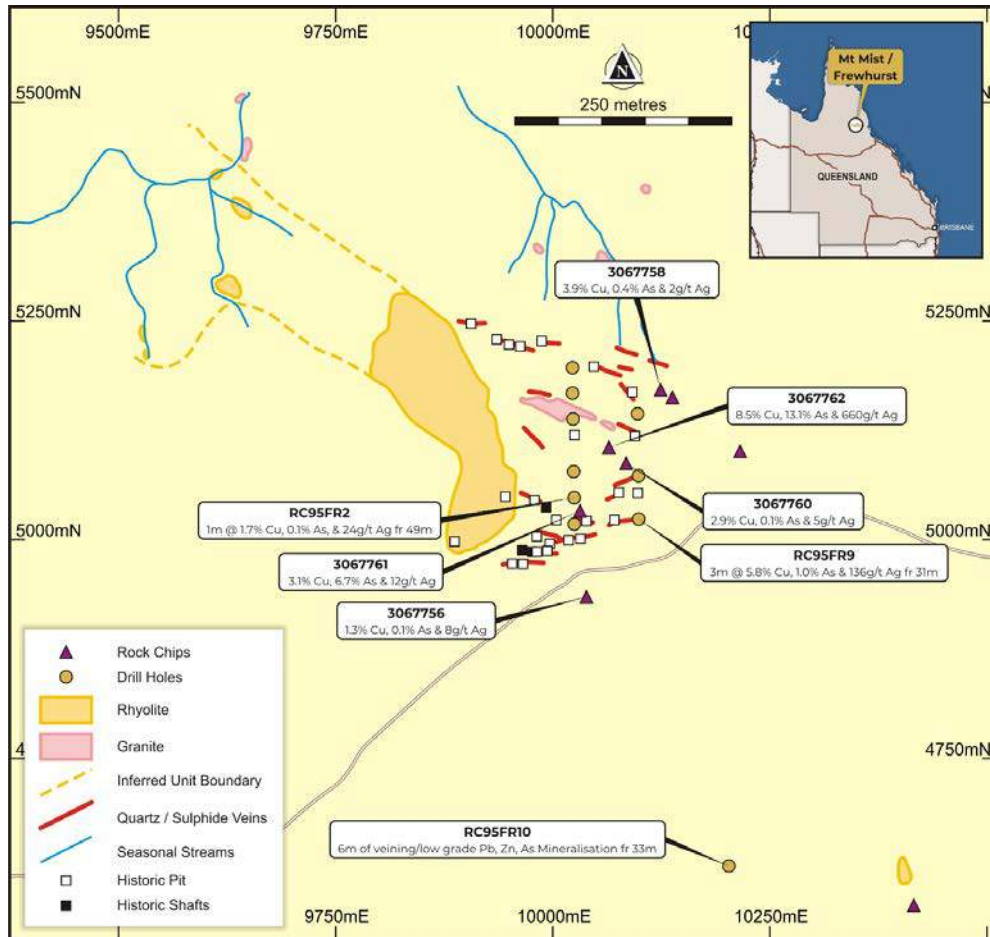 9500mE
9750mE
10000mE
5500mN
N
250 metres
Mt Mist /
Frewhurst
QUEENSLAND
BRISBANE
3067758
3.9% Cu, 0.4% As & 2g/t Ag
5250mN
5250mN
3067762
8.5% Cu, 13.1% As & 660g/t Ag
RC95FR2
1m @ 1.7% Cu, 0.1% As, & 24g/t Ag fr 49m
3067760
2.9% Cu, 0.1% As & 5g/t Ag
5000mN
5000mN
RC95FR9
3m @ 5.8% Cu, 1.0% As & 136g/t Ag fr 31m
3067761
3.1% Cu, 6.7% As & 12g/t Ag
3067756
1.3% Cu, 0.1% As & 8g/t Ag
Rock Chips
Drill Holes
Rhyolite
Granite
Inferred Unit Boundary
Quartz / Sulphide Veins
Seasonal Streams
Historic Pit
Historic Shafts
4750mN
RC95FR10
6m of veining/low grade Pb, Zn, As Mineralisation fr 33m
9750mE
10000mE
10250mE